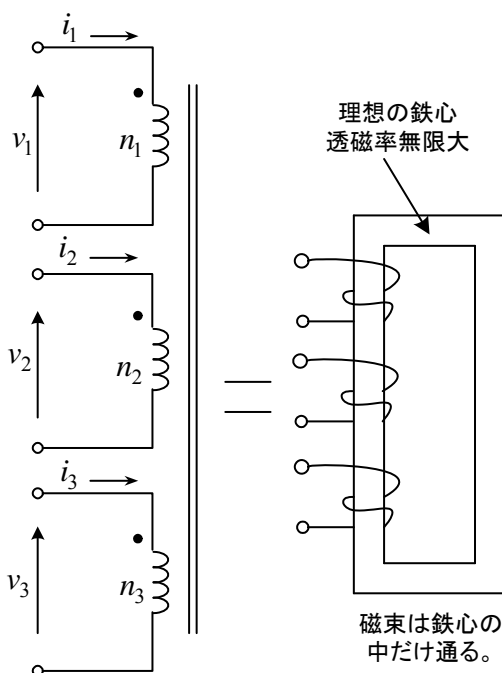 i1
v1
n1
i2
v2
n2
i3
v3
n3
理想の鉄心
透磁率無限大
磁束は鉄心の
中だけ通る。